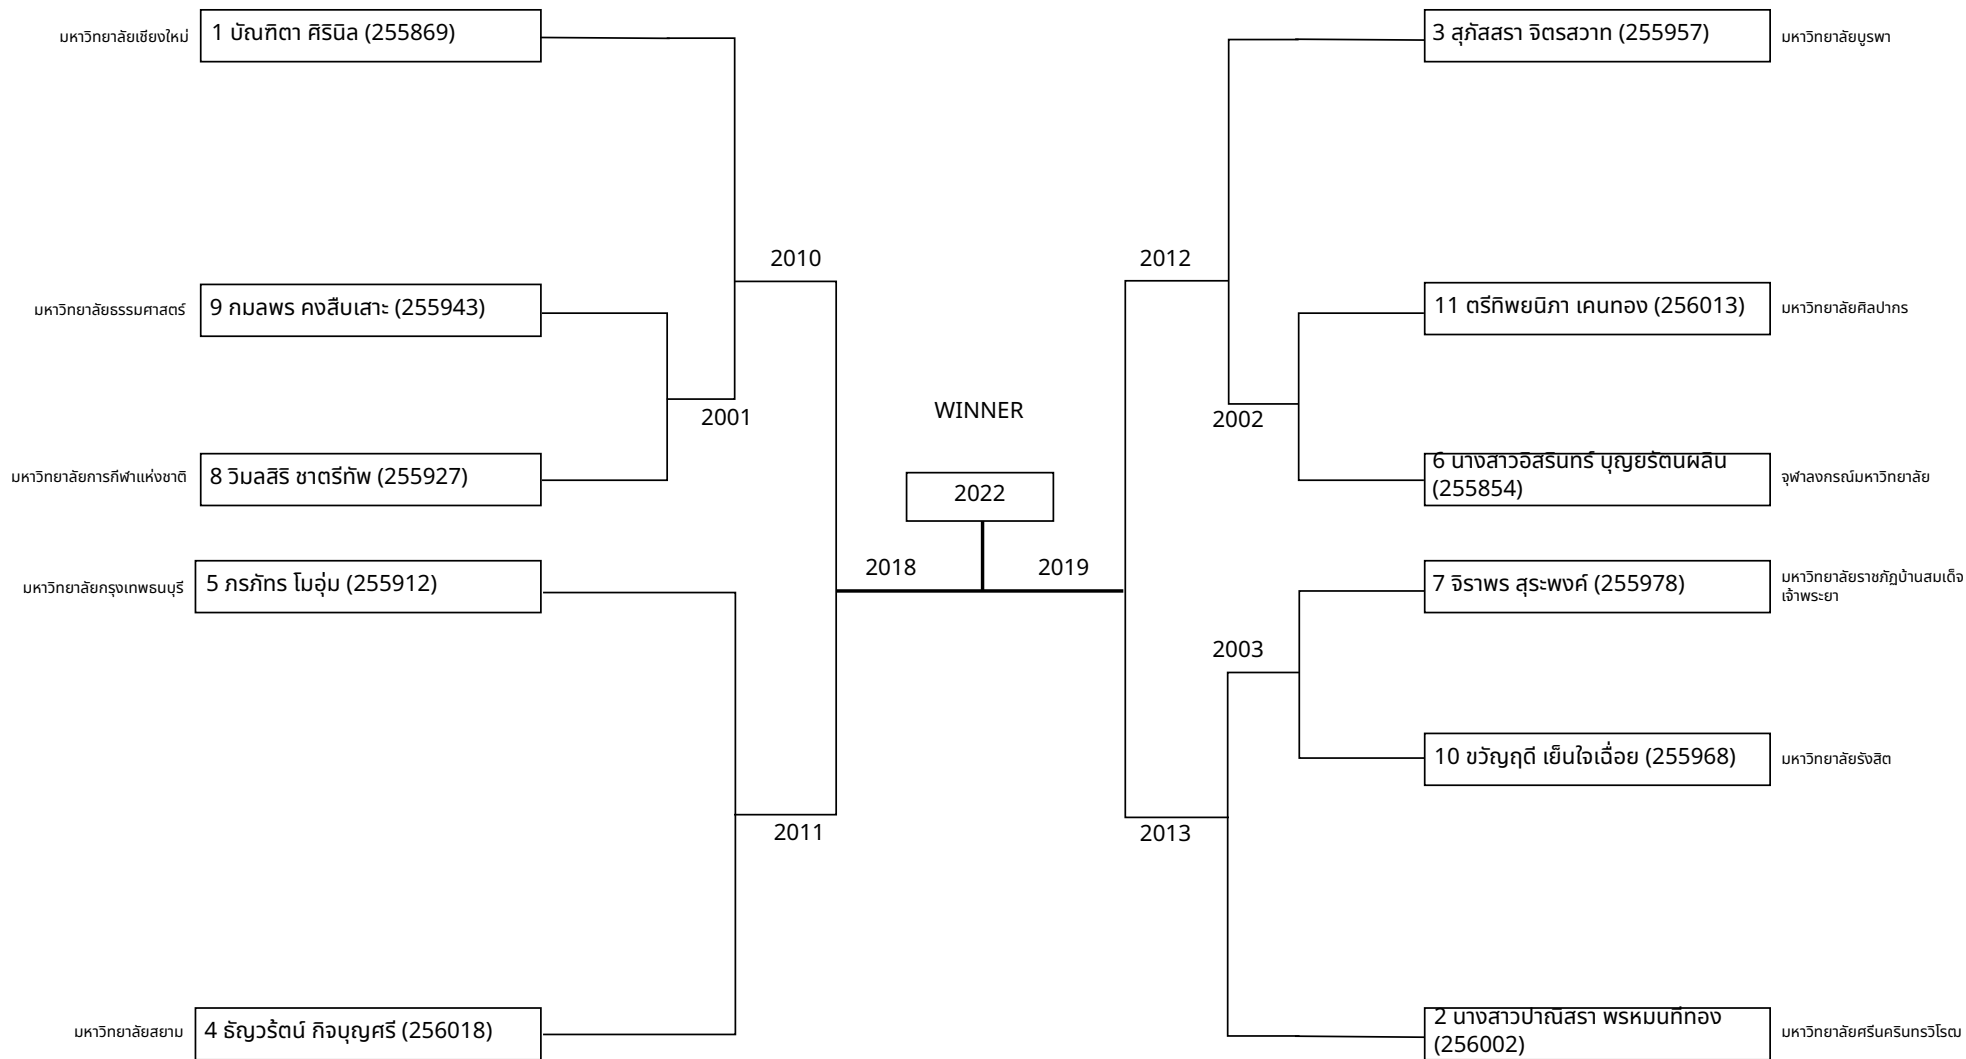 มหาวิทยาลัยเชียงใหม่
1 บัณฑิตา ศิรินิล (255869)
3 สุภัสสรา จิตรสวาท (255957)
มหาวิทยาลัยบูรพา
2010
2012
มหาวิทยาลัยธรรมศาสตร์
9 กมลพร คงสืบเสาะ (255943)
11 ตรีทิพยนิภา เคนทอง (256013)
มหาวิทยาลัยศิลปากร
WINNER
2001
2002
มหาวิทยาลัยการกีฬาแห่งชาติ
8 วิมลสิริ ชาตรีทัพ (255927)
2022
6 นางสาวอิสรินทร์ บุญยรัตนผลิน
(255854)
จุฬาลงกรณ์มหาวิทยาลัย
2018
2019
มหาวิทยาลัยกรุงเทพธนบุรี
5 ภรภัทร โมอุ่ม (255912)
7 จิราพร สุระพงค์ (255978)
มหาวิทยาลัยราชภัฏบ้านสมเด็จ
เจ้าพระยา
2003
10 ขวัญฤดี เย็นใจเฉื่อย (255968)
มหาวิทยาลัยรังสิต
2011
2013
มหาวิทยาลัยสยาม
4 ธัญวรัตน์ กิจบุญศรี (256018)
2 นางสาวปาณิสรา พรหมนทีทอง
(256002)
มหาวิทยาลัยศรีนครินทรวิโรฒ